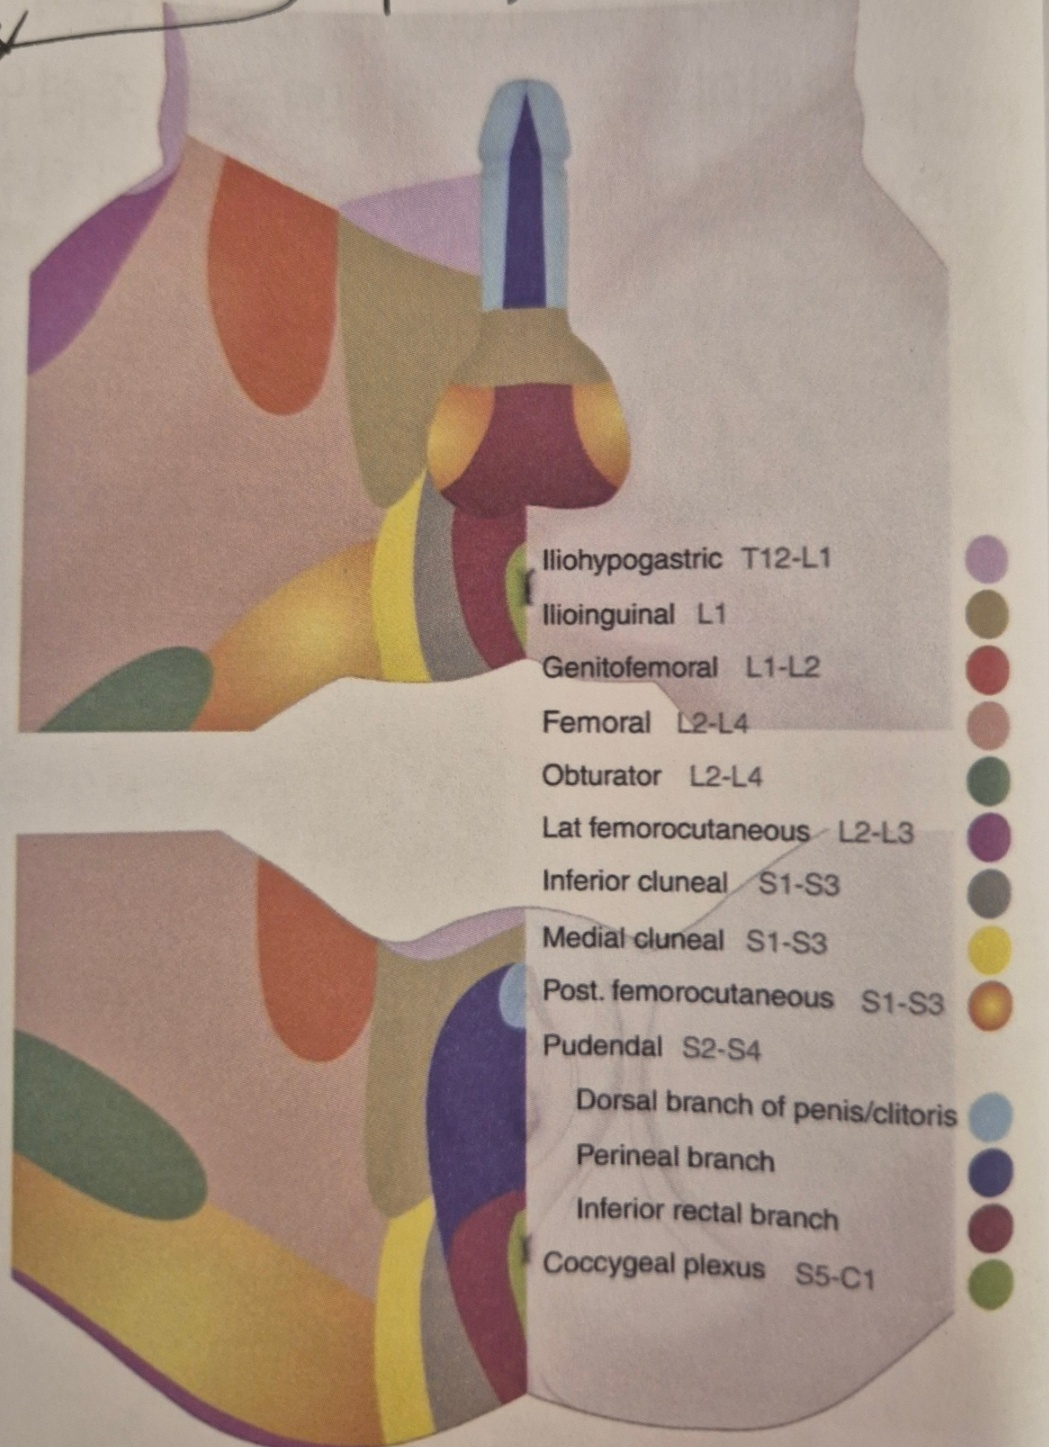 Iliohypogastric T12-L1
Ilioinguinal L1
Genitofemoral L1-L2
Femoral L2-L4
Obturator L2-L4
Lat femorocutaneous L2-L3
Inferior cluneal S1-S3
Medial cluneal S1-S3
Post. femorocutaneous S1-S3
Pudendal S2-S4
Dorsal branch of penis/clitoris
Perineal branch
Inferior rectal branch
Coccygeal plexus S5-C1